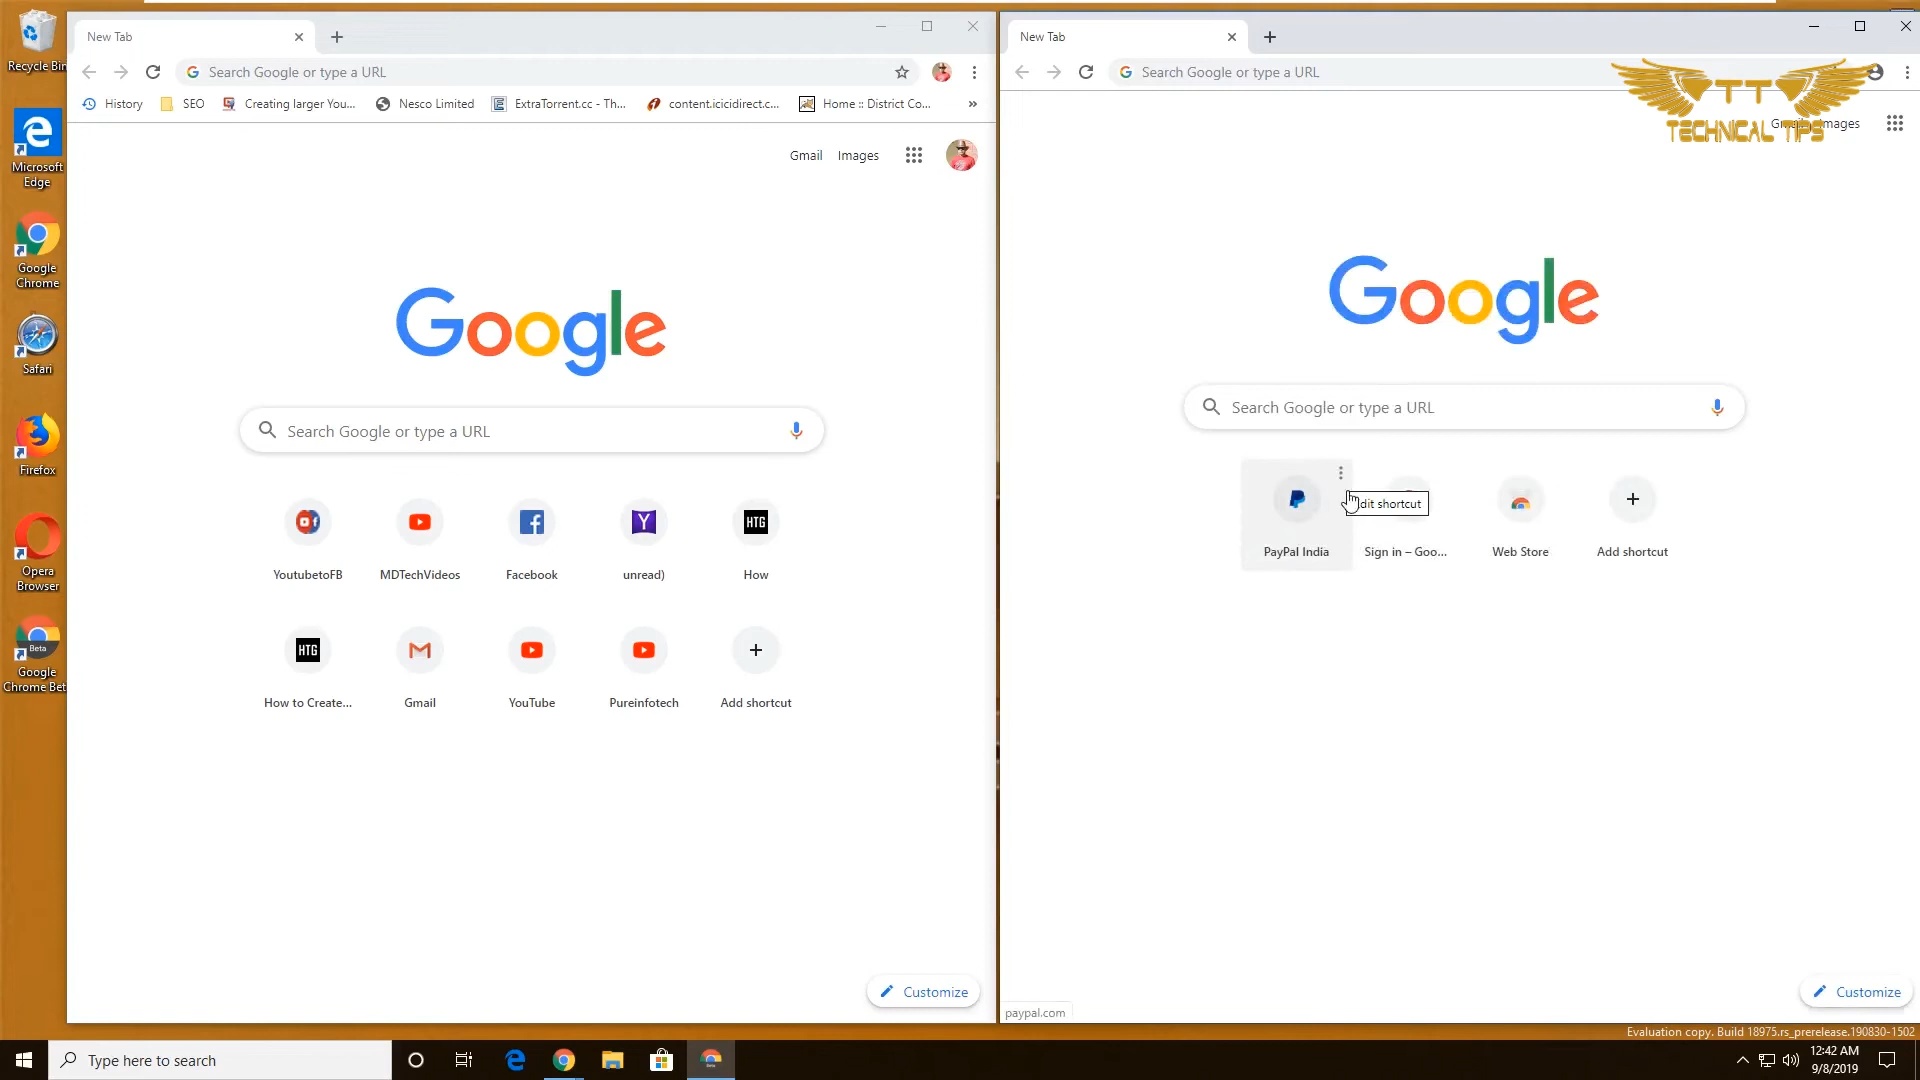 Recycle Bin
Microsoft
Edge
Google
Chrome
Safari
Firefox
Opera
Browser
Beta
Google
Chrome Bet
New Tab
Search Google or type a URL
History
SEO
Creating larger You...
Nesco Limited
ExtraTorrent.cc - Th...
content.icicidirect.c...
Home :: District Co...
»
Gmail
Images
Google
Search Google or type a URL
YoutubetoFB
MDTechVideos
Facebook
unread)
HTG
How
HTG
How to Create...
Gmail
YouTube
Pureinfotech
Add shortcut
Customize
New Tab
Search Google or type a URL
TT
TECHNICAL TIPS
Images
Google
Search Google or type a URL
dit shortcut
PayPal India
Sign in – Goo...
Web Store
Add shortcut
Customize
paypal.com
Evaluation copy. Build 18975.rs_prerelease.190830-1502
Type here to search
12:42 AM
9/8/2019